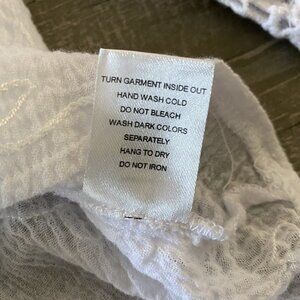 TURN GARMENT INSIDE OUT
HAND WASH COLD
DO NOT BLEACH
WASH DARK COLORS
SEPARATELY
HANG TO DRY
DO NOT IRON